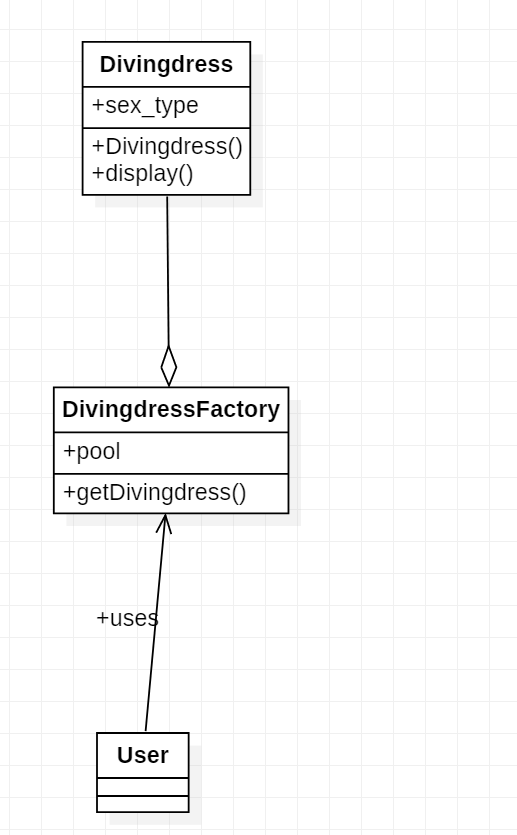 Divingdress
+sex_type
+Divingdress()
+display()
DivingdressFactory
+pool
+getDivingdress()
+uses
User